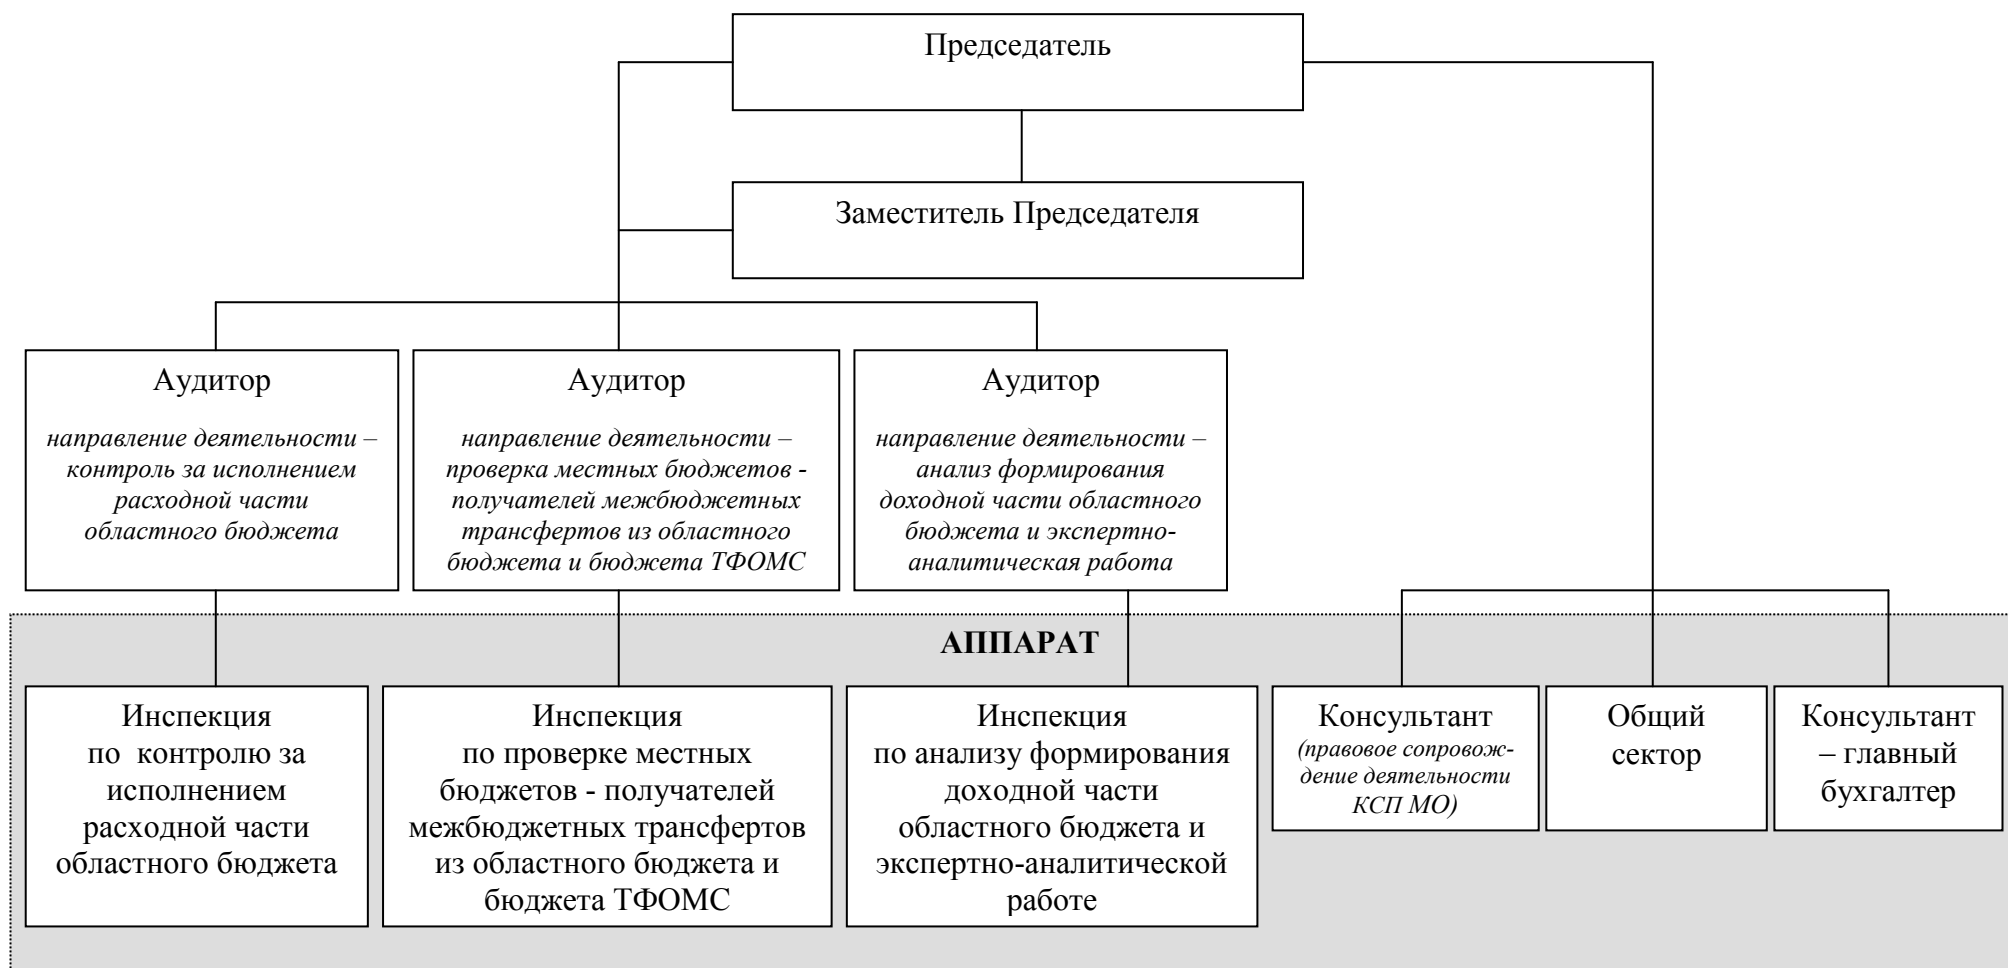 Председатель
Заместитель Председателя
Аудитор
направление деятельности –
контроль за исполнением
расходной части
областного бюджета
Аудитор
направление деятельности –
проверка местных бюджетов -
получателей межбюджетных
трансфертов из областного
бюджета и бюджета ТФОМС
Аудитор
направление деятельности –
анализ формирования
доходной части областного
бюджета и экспертно-
аналитическая работа
АППАРАТ
Инспекция
по контролю за
исполнением
расходной части
областного бюджета
Инспекция
по проверке местных
бюджетов - получателей
межбюджетных трансфертов
из областного бюджета и
бюджета ТФОМС
Инспекция
по анализу формирования
доходной части
областного бюджета и
экспертно-аналитической
работе
Консультант
(правовое сопровож-
дение деятельности
КСП МО)
Общий
сектор
Консультант
– главный
бухгалтер